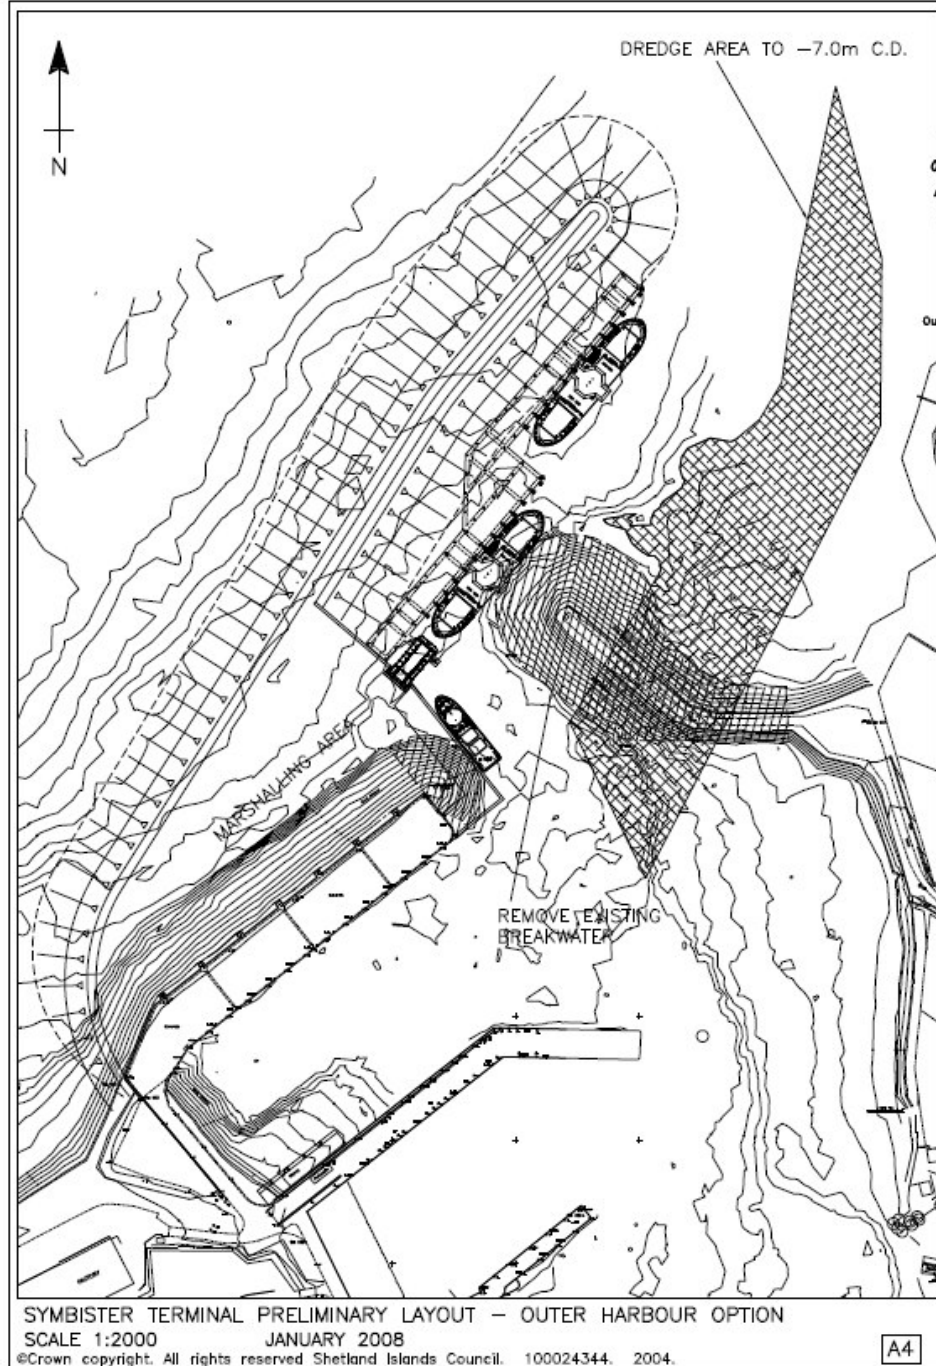 DREDGE AREA TO -7.0m C.D.
N
Ou
MARSHALLING AREA
REMOVE EXISTING
BREAKWATER
SYMBISTER TERMINAL PRELIMINARY LAYOUT - OUTER HARBOUR OPTION
SCALE 1:2000 JANUARY 2008
©Crown copyright. All rights reserved Shetland Islands Council. 100024344. 2004.
A4